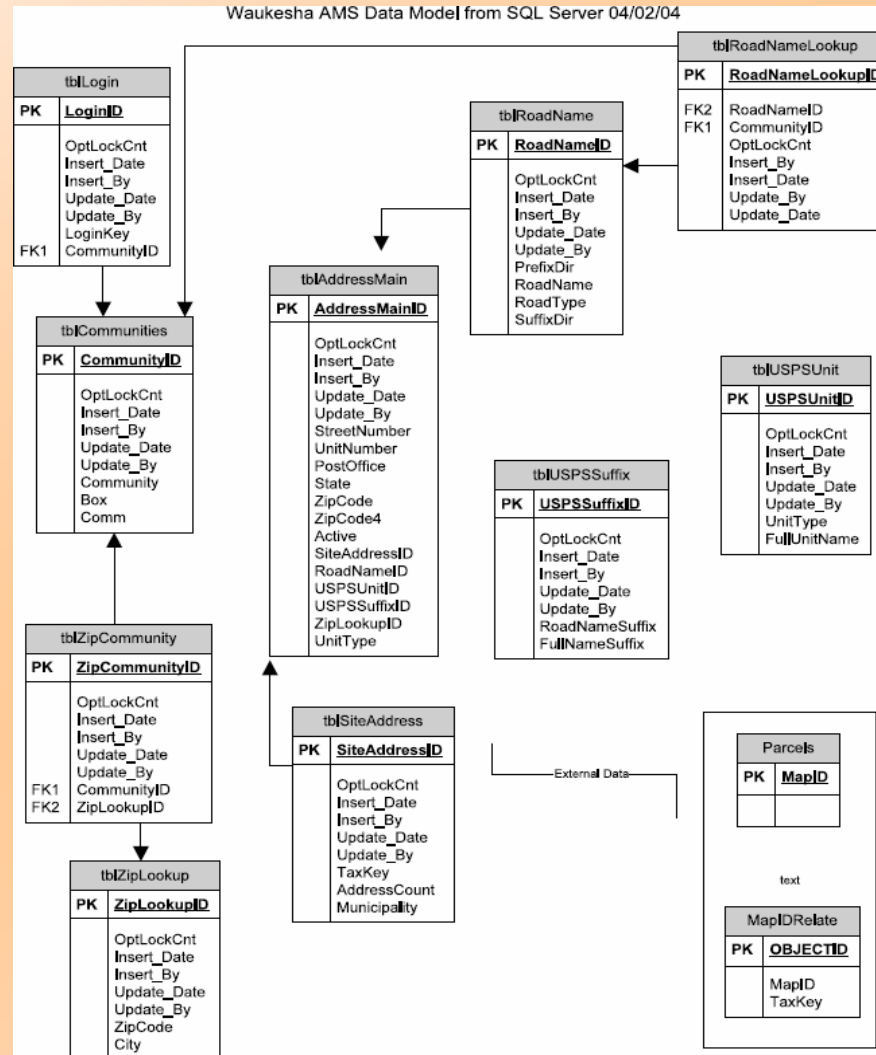 Waukesha AMS Data Model from SQL Server 04/02/04
tblLogin
PK LoginID
OptLockCnt
Insert_Date
Insert_By
Update_Date
Update_By
LoginKey
FK1 CommunityID
tblCommunities
PK CommunityID
OptLockCnt
Insert_Date
Insert_By
Update_Date
Update_By
Community
Box
Comm
tblZipCommunity
PK ZipCommunityID
OptLockCnt
Insert_Date
Insert_By
Update_Date
Update_By
FK1 CommunityID
FK2 ZipLookupID
tblZipLookup
PK ZipLookupID
OptLockCnt
Insert_Date
Insert_By
Update_Date
Update_By
ZipCode
City
tblAddressMain
PK AddressMainID
OptLockCnt
Insert_Date
Insert_By
Update_Date
Update_By
StreetNumber
UnitNumber
PostOffice
State
ZipCode
ZipCode4
Active
SiteAddressID
RoadNameID
USPSUnitID
USPSSuffixID
ZipLookupID
UnitType
tblSiteAddress
PK SiteAddressID
OptLockCnt
Insert_Date
Insert_By
Update_Date
Update_By
TaxKey
AddressCount
Municipality
tblRoadName
PK RoadNameID
OptLockCnt
Insert_Date
Insert_By
Update_Date
Update_By
PrefixDir
RoadName
RoadType
SuffixDir
tblUSPSSuffix
PK USPSSuffixID
OptLockCnt
Insert_Date
Insert_By
Update_Date
Update_By
RoadNameSuffix
FullNameSuffix
External Data
tblRoadNameLookup
PK RoadNameLookupID
FK2 RoadNameID
FK1 CommunityID
OptLockCnt
Insert_By
Insert_Date
Update_By
Update_Date
tblUSPSUnit
PK USPSUnitID
OptLockCnt
Insert_Date
Insert_By
Update_Date
Update_By
UnitType
FullUnitName
Parcels
PK MapID
text
MapIDRelate
PK OBJECTID
MapID
TaxKey